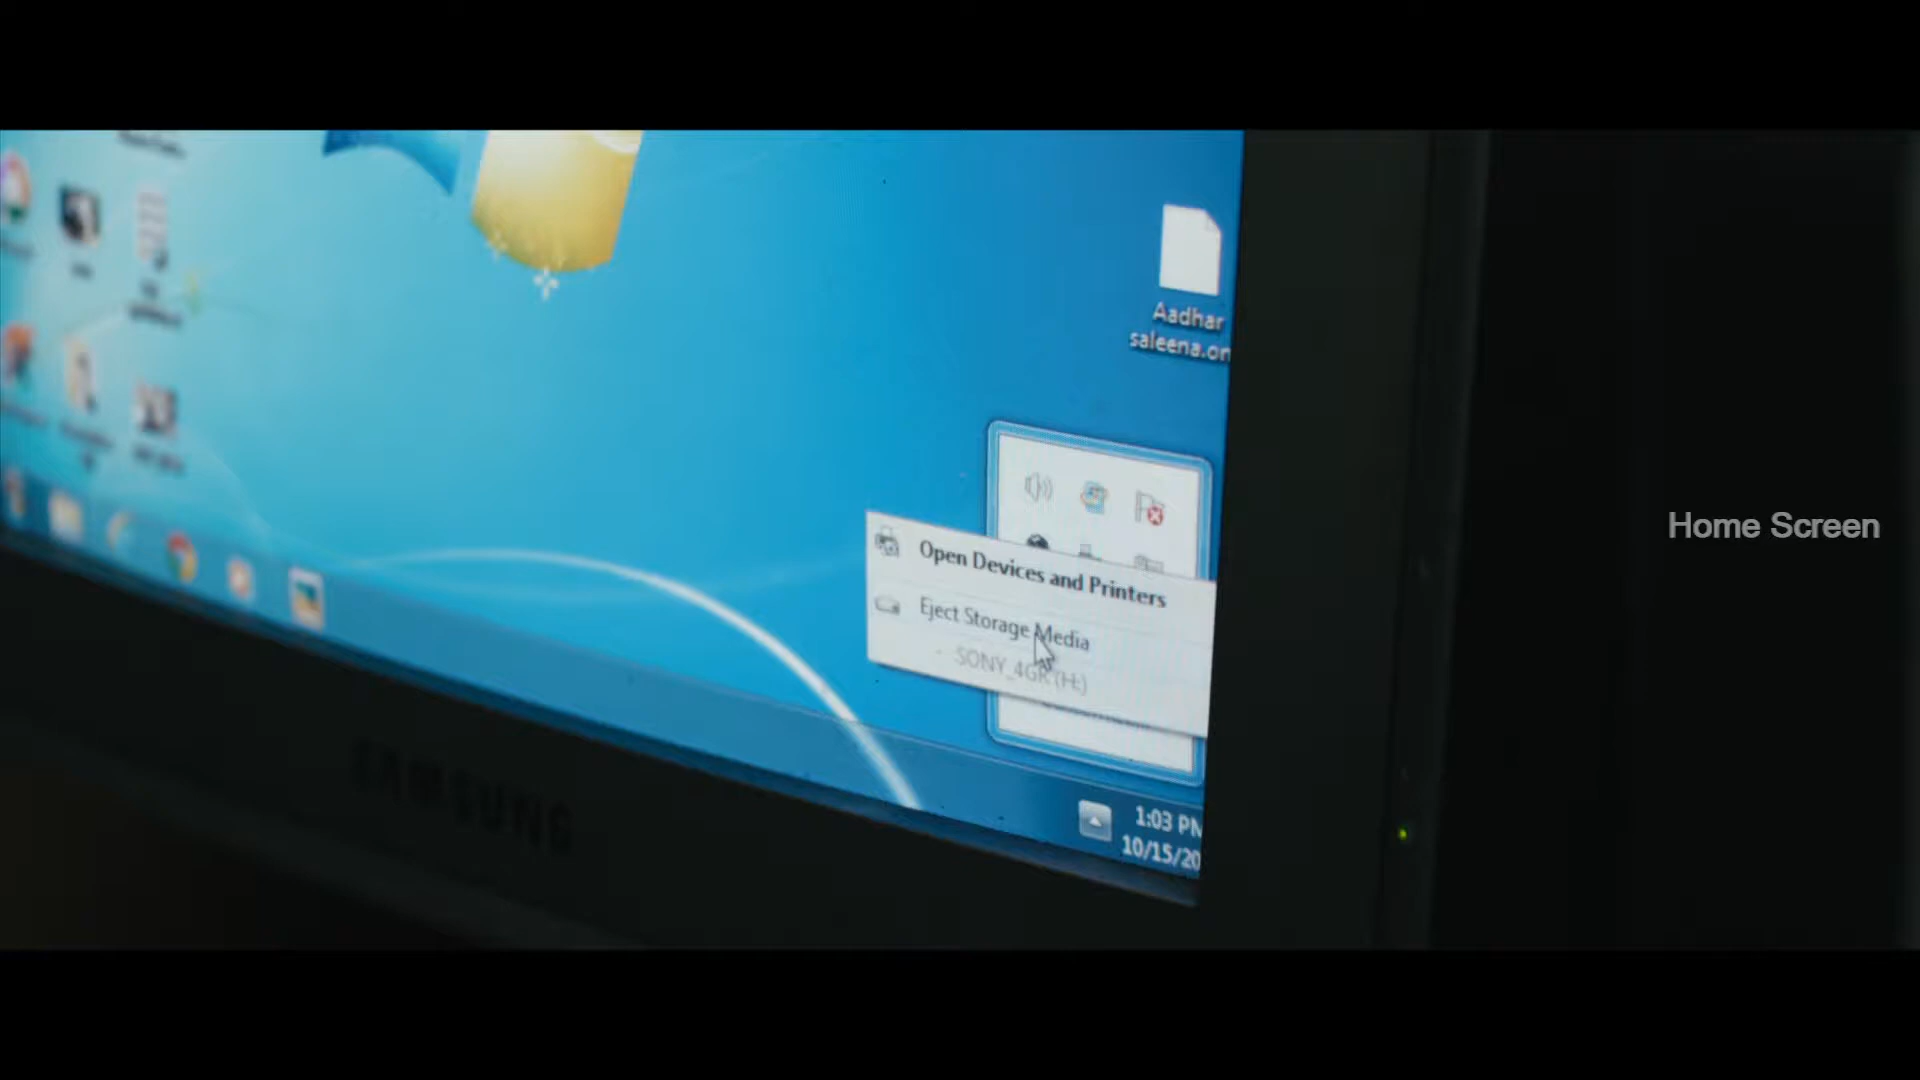 Aadhar
saleena.on
Open Devices and Printers
Eject Storage Media
- SONY_4GR (H:)
1:03 PM
10/15/20
SAMSUNG
Home Screen